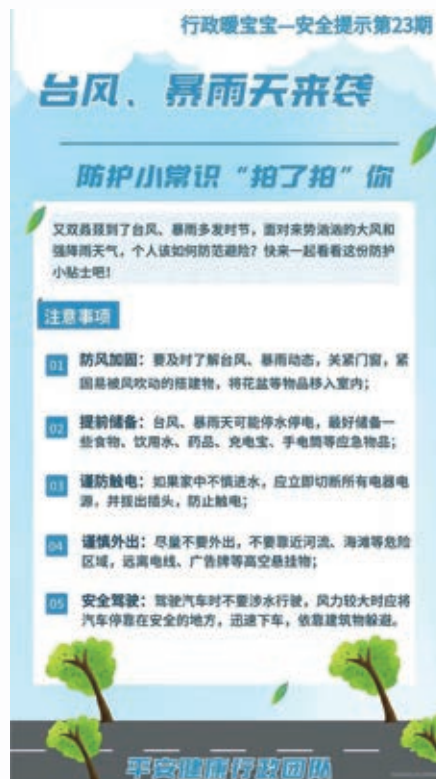 行政暖宝宝—安全提示第23期
台风、暴雨天来袭
防护小常识“拍了拍”你
又双叒叕到了台风、暴雨多发时节，面对来势汹汹的大风和
强降雨天气，个人该如何防范避险？快来一起看看这份防护
小贴士吧！
注意事项
01 防风加固：要及时了解台风、暴雨动态，关紧门窗，紧
固易被风吹动的搭建物，将花盆等物品移入室内；
02 提前储备：台风、暴雨天可能停水停电，最好储备一
些食物、饮用水、药品、充电宝、手电筒等应急物品；
03 谨防触电：如果家中不慎进水，应立即切断所有电器电
源，并拔出插头，防止触电；
04 谨慎外出：尽量不要外出，不要靠近河流、海滩等危险
区域，远离电线、广告牌等高空悬挂物；
05 安全驾驶：驾驶汽车时不要涉水行驶，风力较大时应将
汽车停靠在安全的地方，迅速下车，依靠建筑物躲避。
平安健康行政团队